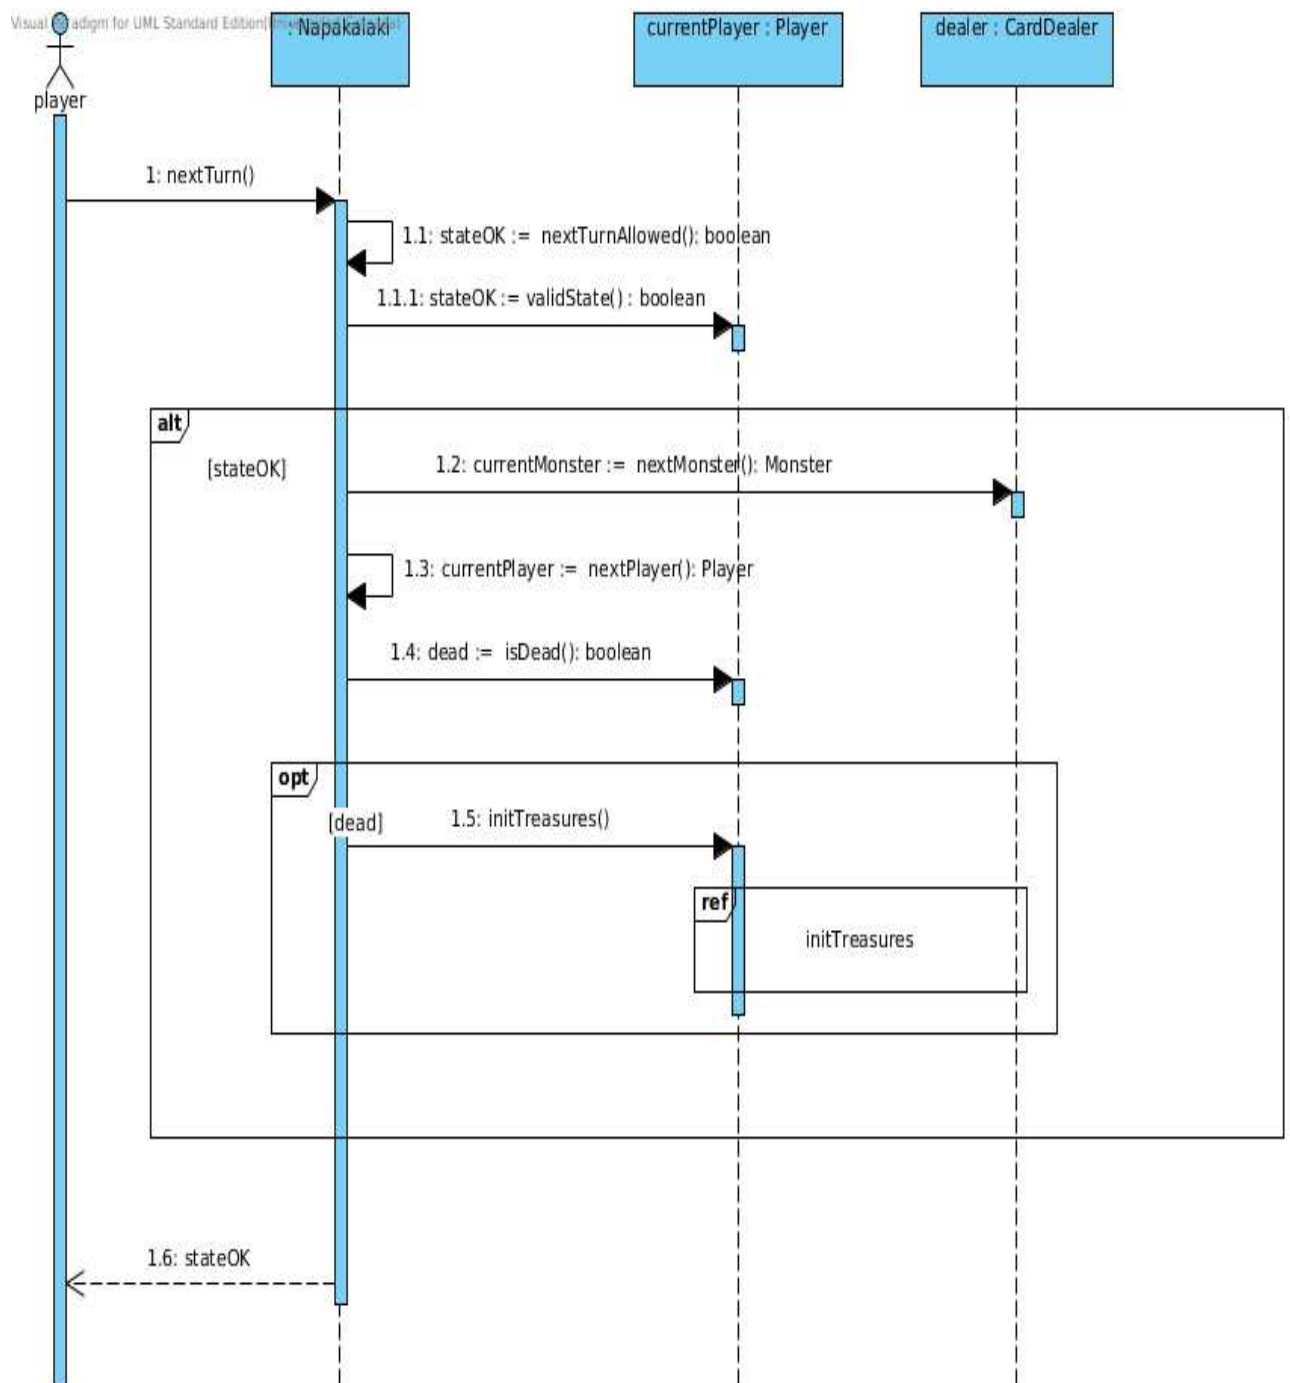 Visual Paradigm for UML Standard Edition(
: Napakalaki
currentPlayer : Player
dealer : CardDealer
player
1: nextTurn()
1.1: stateOK := nextTurnAllowed(): boolean
1.1.1: stateOK := validState() : boolean
alt
[stateOK]
1.2: currentMonster := nextMonster(): Monster
1.3: currentPlayer := nextPlayer(): Player
1.4: dead := isDead(): boolean
opt
[dead]
1.5: initTreasures()
ref
initTreasures
1.6: stateOK